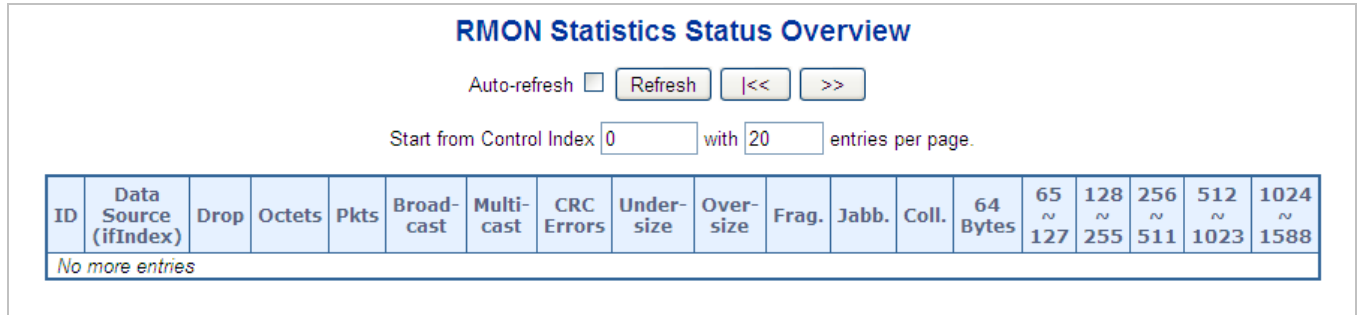 RMON Statistics Status Overview
Auto-refresh Refresh |<< >>
Start from Control Index 0 with 20 entries per page.
ID Data Source (ifIndex) Drop Octets Pkts Broad-cast Multi-cast CRC Errors Under-size Over-size Frag. Jabb. Coll. 64 Bytes 65 ~ 127 128 ~ 255 256 ~ 511 512 ~ 1023 1024 ~ 1588
No more entries